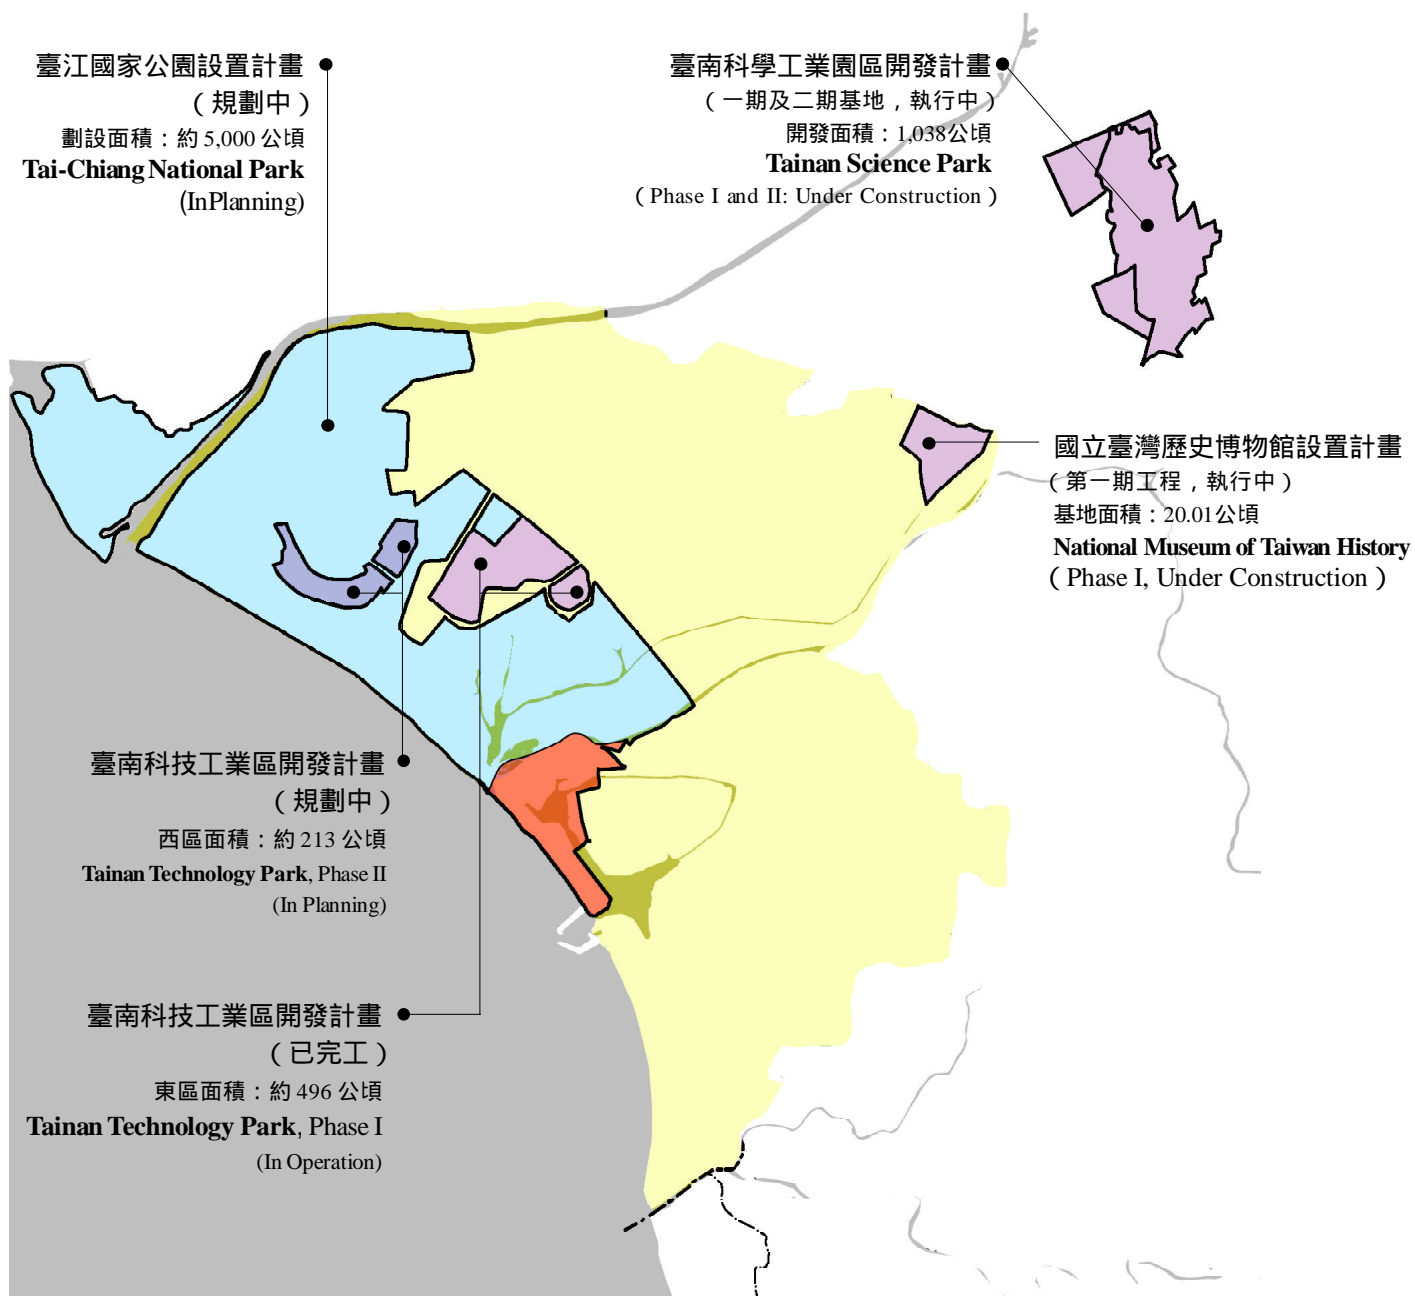 臺江國家公園設置計畫
（規劃中）
劃設面積：約 5,000 公頃
Tai-Chiang National Park
(InPlanning)
臺南科學工業園區開發計畫
（一期及二期基地，執行中）
開發面積：1,038公頃
Tainan Science Park
（Phase I and II: Under Construction）
國立臺灣歷史博物館設置計畫
（第一期工程，執行中）
基地面積：20.01公頃
National Museum of Taiwan History
（Phase I, Under Construction）
臺南科技工業區開發計畫
（規劃中）
西區面積：約 213 公頃
Tainan Technology Park, Phase II
(In Planning)
臺南科技工業區開發計畫
（已完工）
東區面積：約 496 公頃
Tainan Technology Park, Phase I
(In Operation)